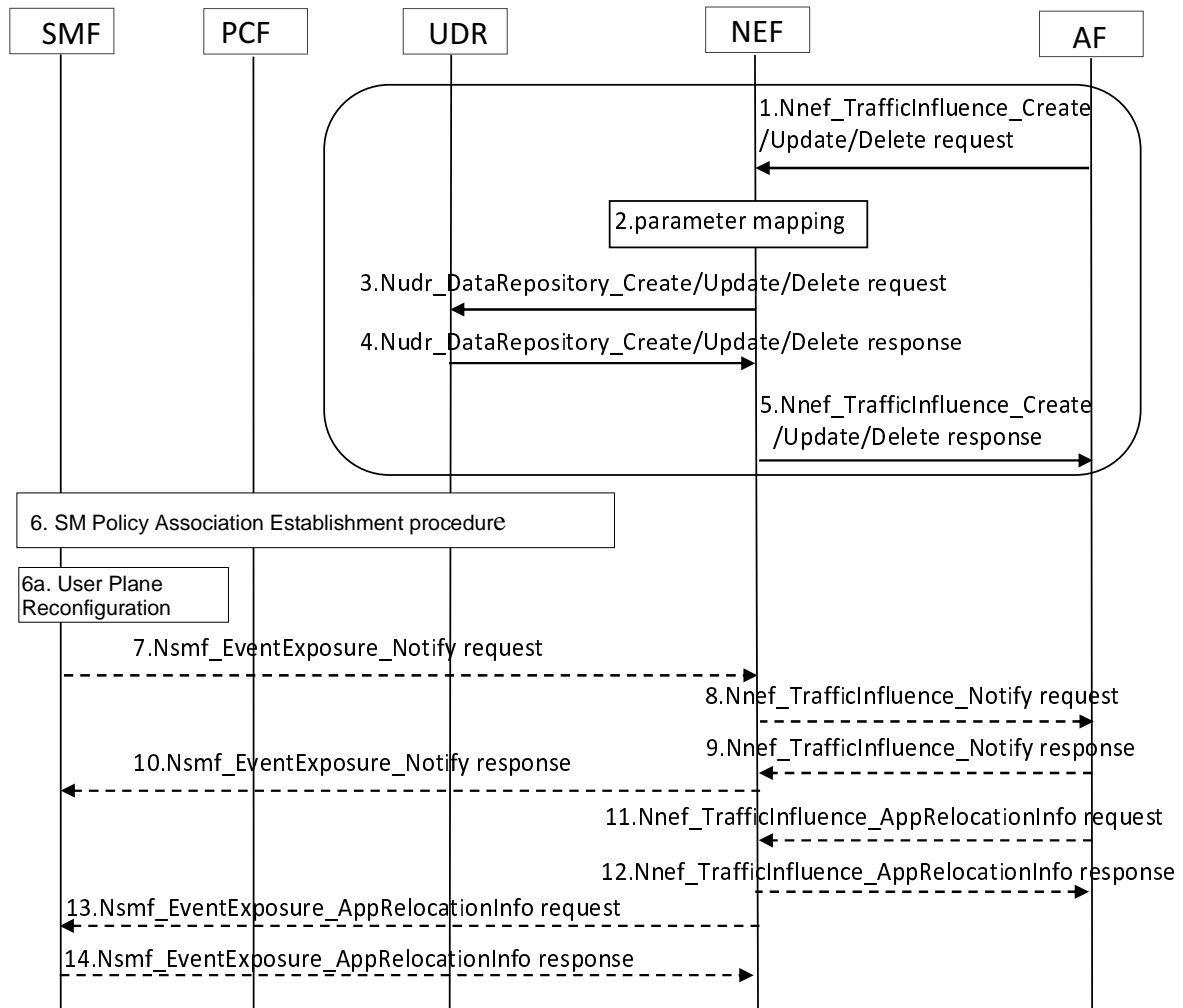 SMF PCF UDR NEF AF
1.Nnef_TrafficInfluence_Create
/Update/Delete request
2.parameter mapping
3.Nudr_DataRepository_Create/Update/Delete request
4.Nudr_DataRepository_Create/Update/Delete response
5.Nnef_TrafficInfluence_Create
/Update/Delete response
6. SM Policy Association Establishment procedure
6a. User Plane
Reconfiguration
7.Nsmf_EventExposure_Notify request
8.Nnef_TrafficInfluence_Notify request
9.Nnef_TrafficInfluence_Notify response
10.Nsmf_EventExposure_Notify response
11.Nnef_TrafficInfluence_AppRelocationInfo request
12.Nnef_TrafficInfluence_AppRelocationInfo response
13.Nsmf_EventExposure_AppRelocationInfo request
14.Nsmf_EventExposure_AppRelocationInfo response